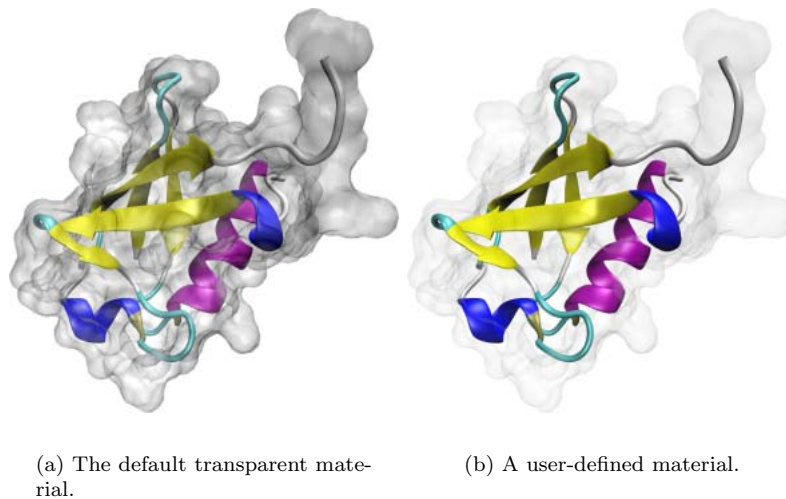 (a) The default transparent mate-
rial.
(b) A user-defined material.